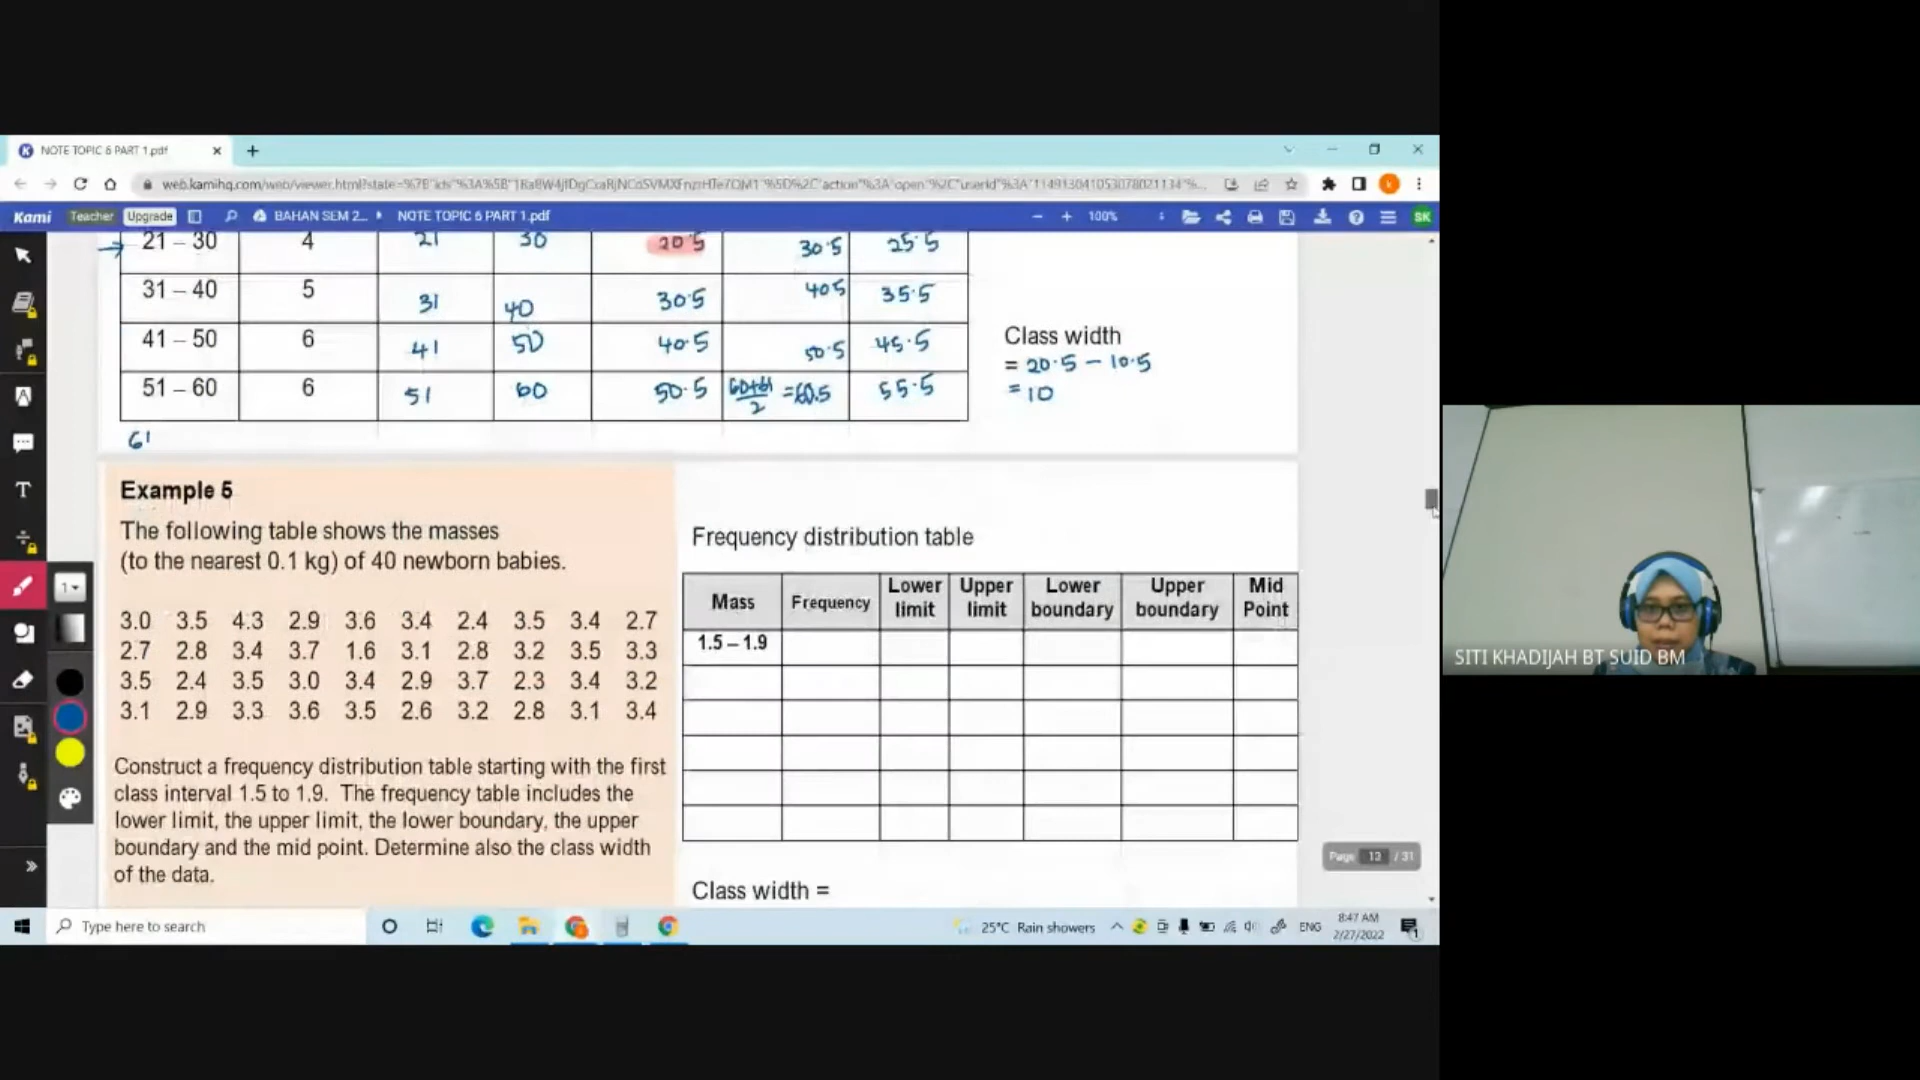 NOTE TOPIC 6 PART 1.pdf
Kami Teacher Upgrade BAHAN SEM 2... NOTE TOPIC 6 PART 1.pdf 100% SK
21 – 30 4 21 30 20.5 30.5 25.5
31 – 40 5 31 40 30.5 40.5 35.5
41 – 50 6 41 50 40.5 50.5 45.5
51 – 60 6 51 60 50.5 60+61/2 = 60.5 55.5
61
Class width
= 20.5 – 10.5
= 10
Example 5
The following table shows the masses
(to the nearest 0.1 kg) of 40 newborn babies.
3.0 3.5 4.3 2.9 3.6 3.4 2.4 3.5 3.4 2.7
2.7 2.8 3.4 3.7 1.6 3.1 2.8 3.2 3.5 3.3
3.5 2.4 3.5 3.0 3.4 2.9 3.7 2.3 3.4 3.2
3.1 2.9 3.3 3.6 3.5 2.6 3.2 2.8 3.1 3.4
Construct a frequency distribution table starting with the first
class interval 1.5 to 1.9. The frequency table includes the
lower limit, the upper limit, the lower boundary, the upper
boundary and the mid point. Determine also the class width
of the data.
Frequency distribution table
Mass Frequency Lower limit Upper limit Lower boundary Upper boundary Mid Point
1.5 – 1.9
Class width =
Page 12 / 31
SITI KHADIJAH BT SUID BM
Type here to search
25°C Rain showers
ENG
8:47 AM
2/27/2022